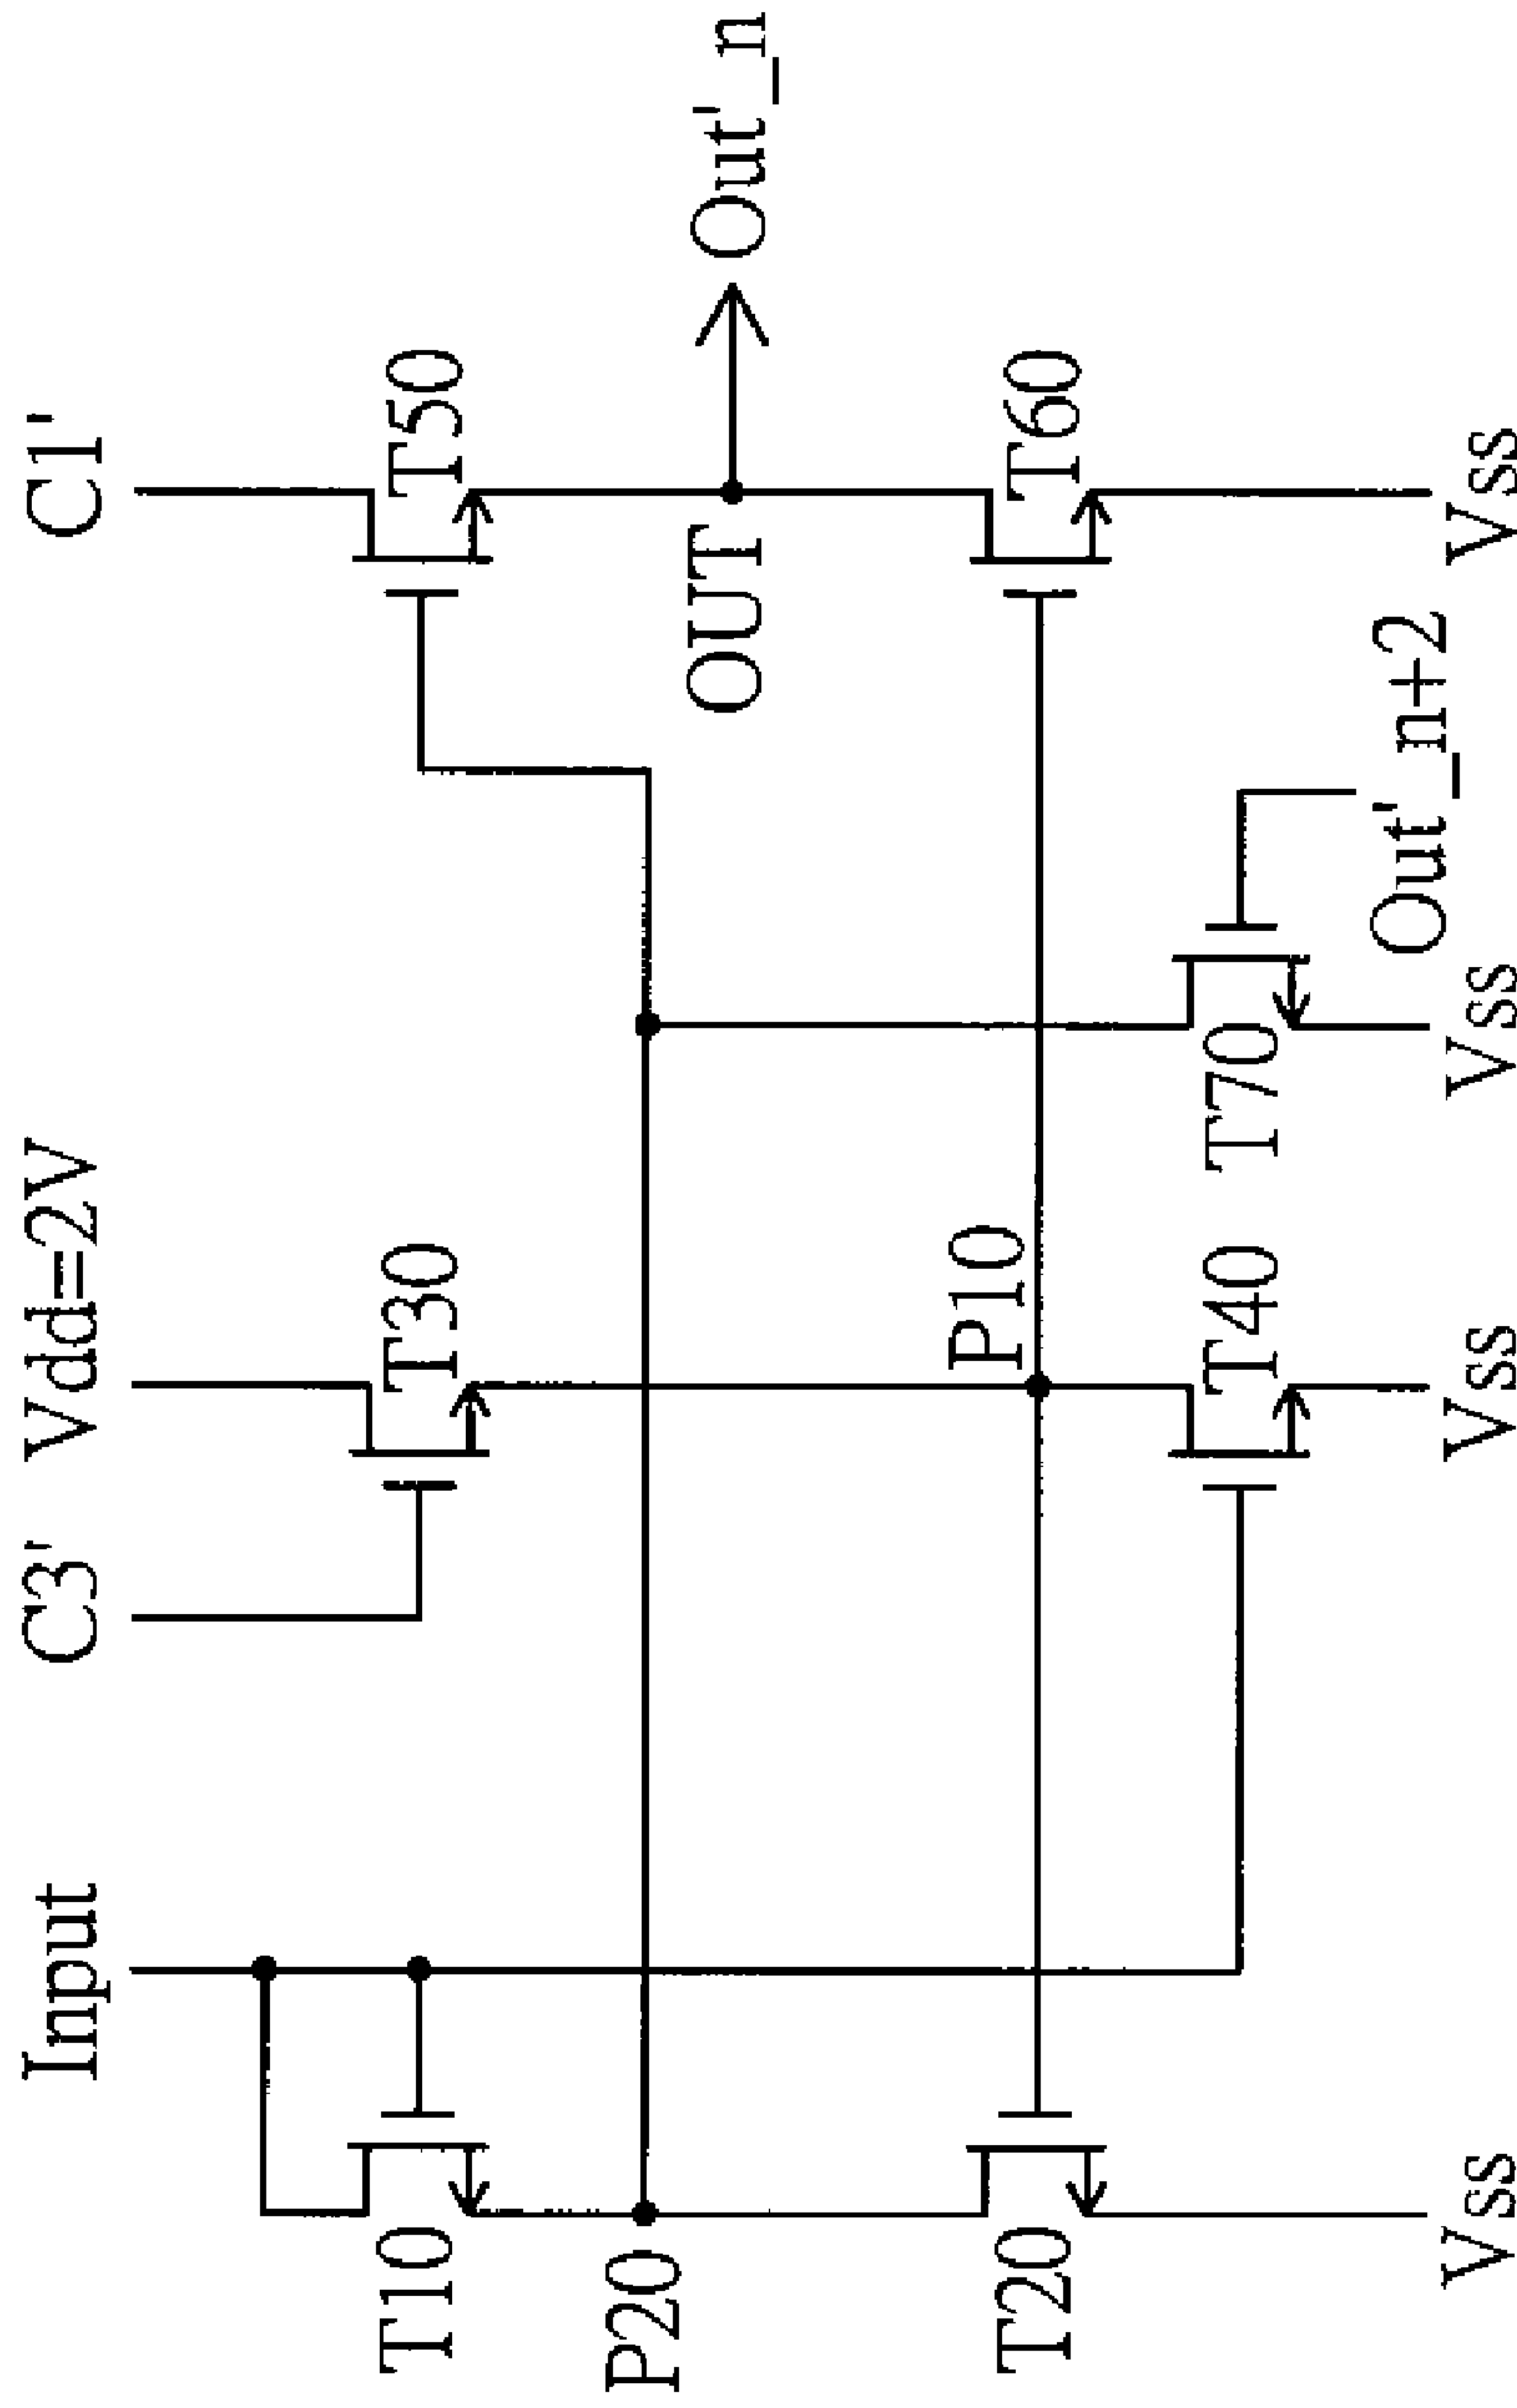 Input
C3'
Vdd=2V
C1'
T10
T30
T50
P20
OUT
Out'_n
P10
T20
T40
T70
T60
Out'_n+2
Vss
Vss
Vss
Vss